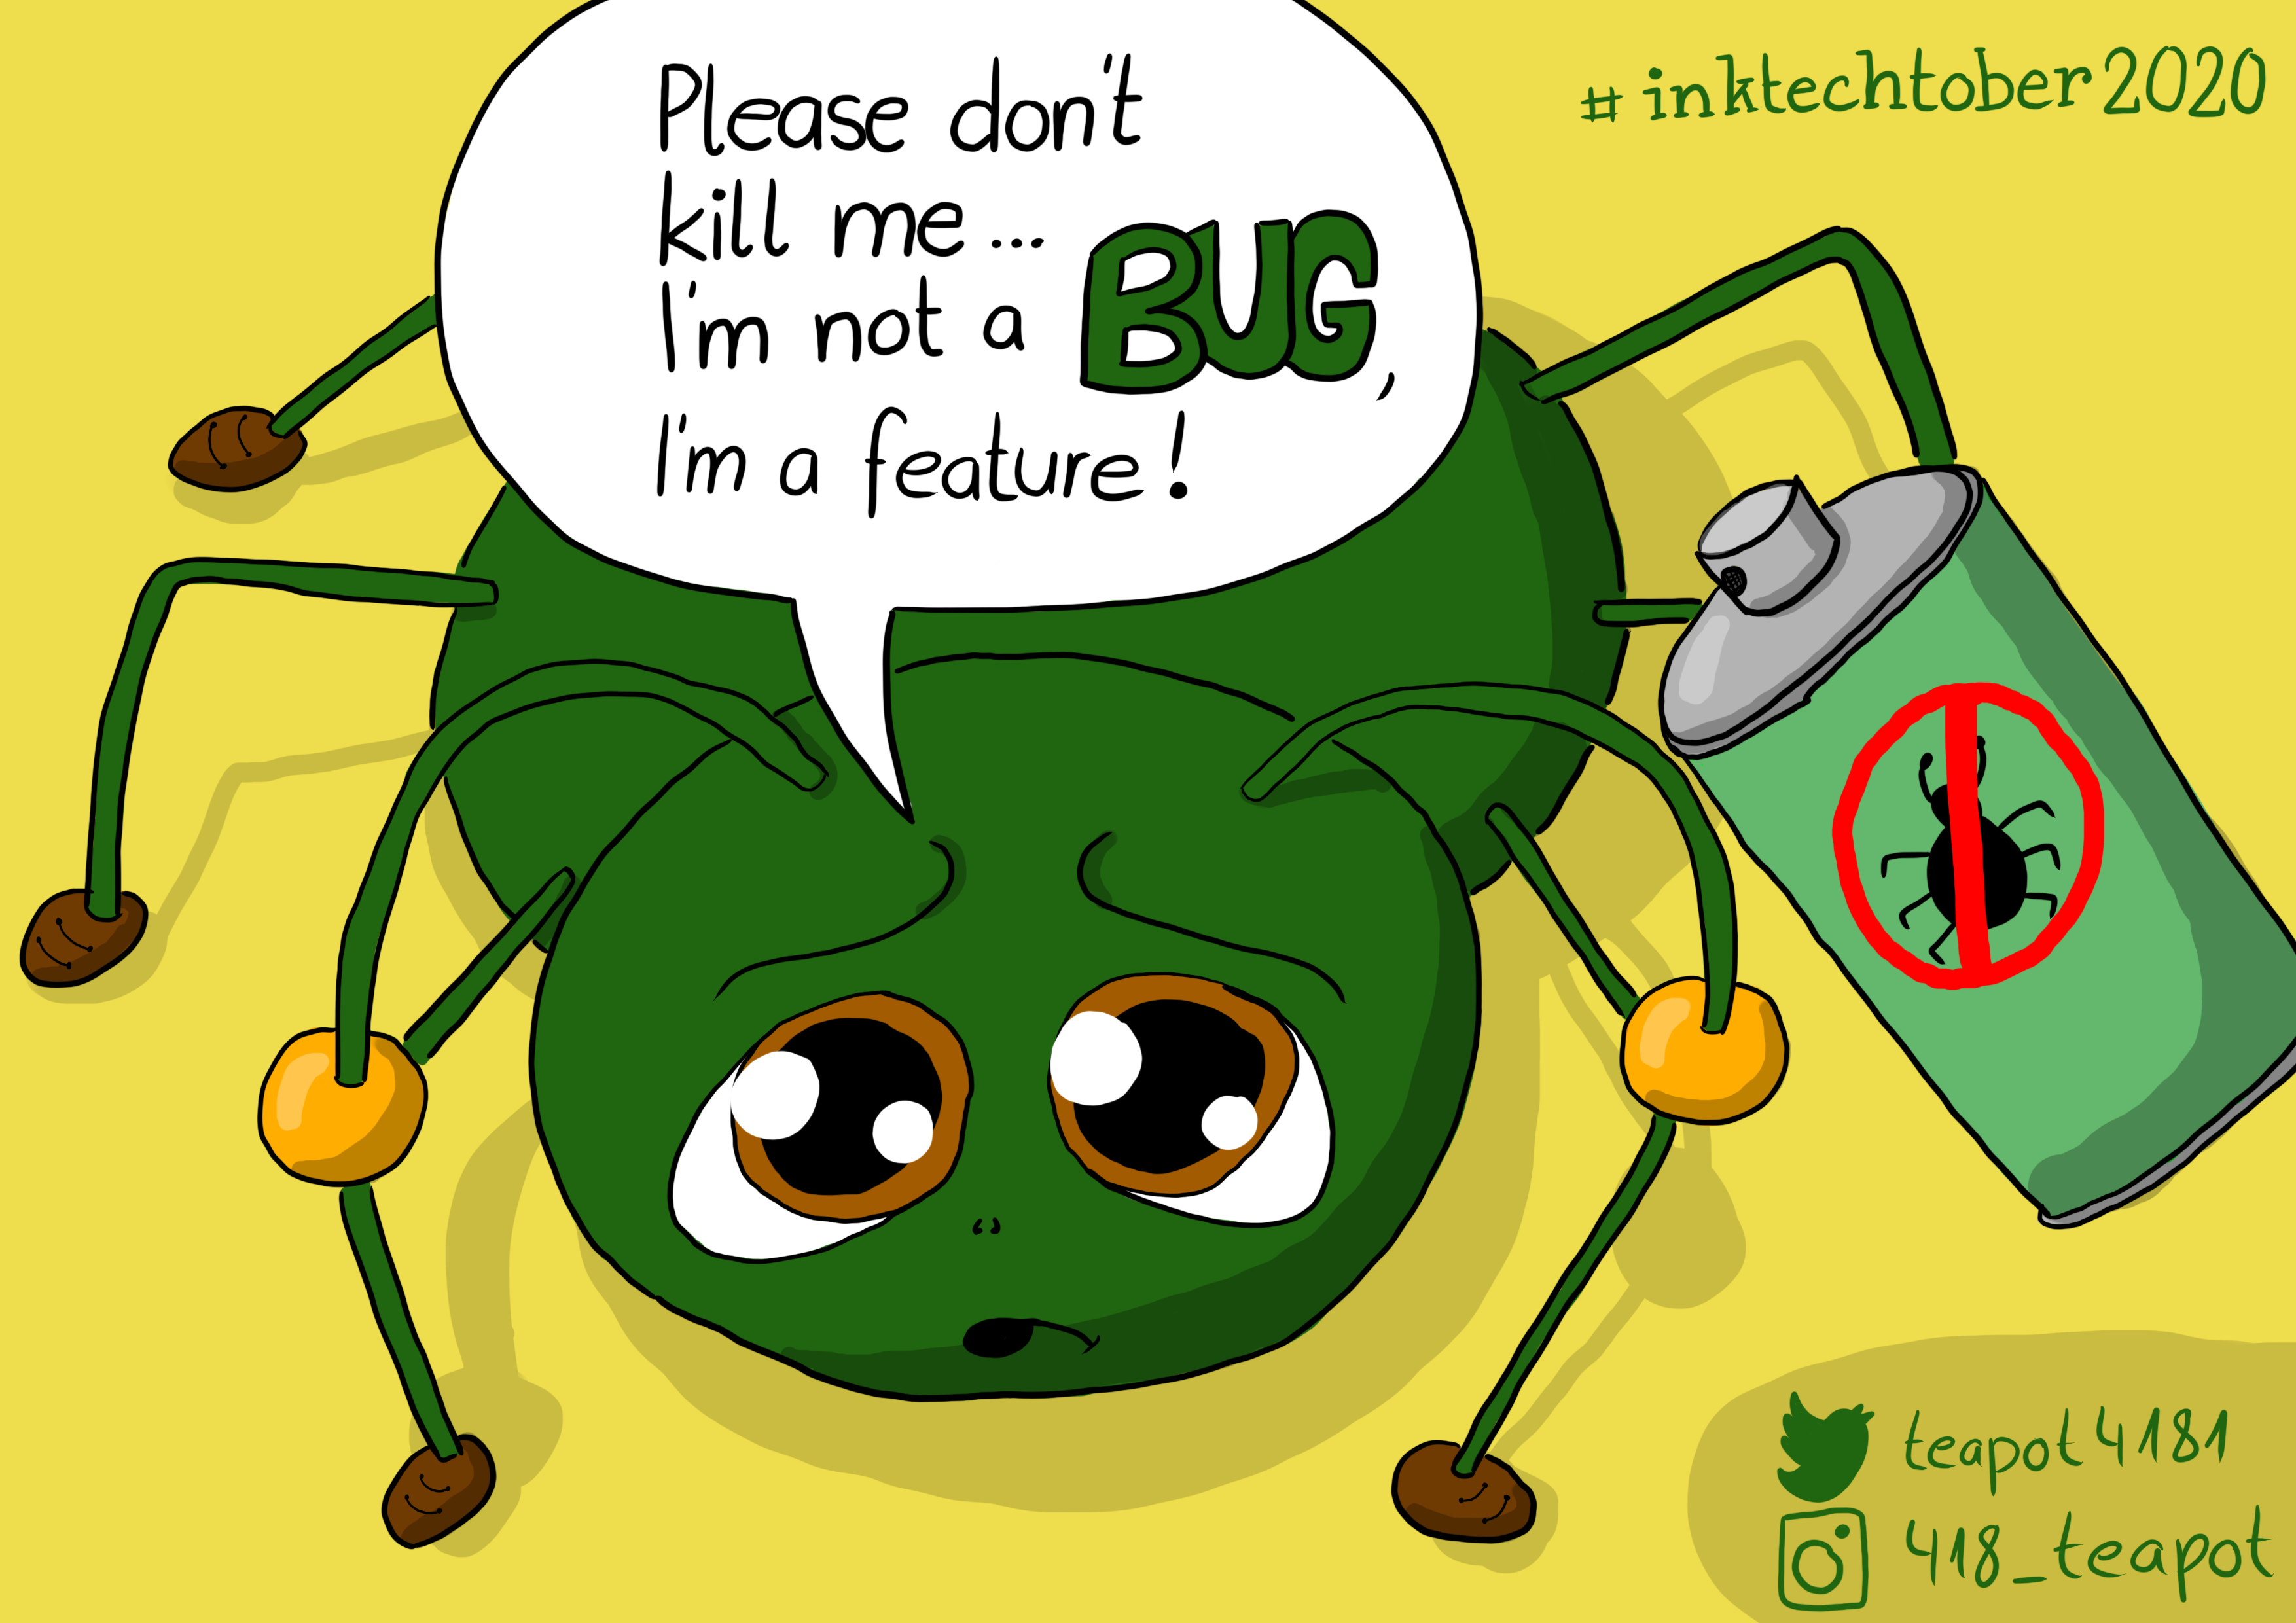 Please don't
kill me...
I'm not a BUG,
I'm a feature!
#inktechtober2020
teapot4181
418_teapot